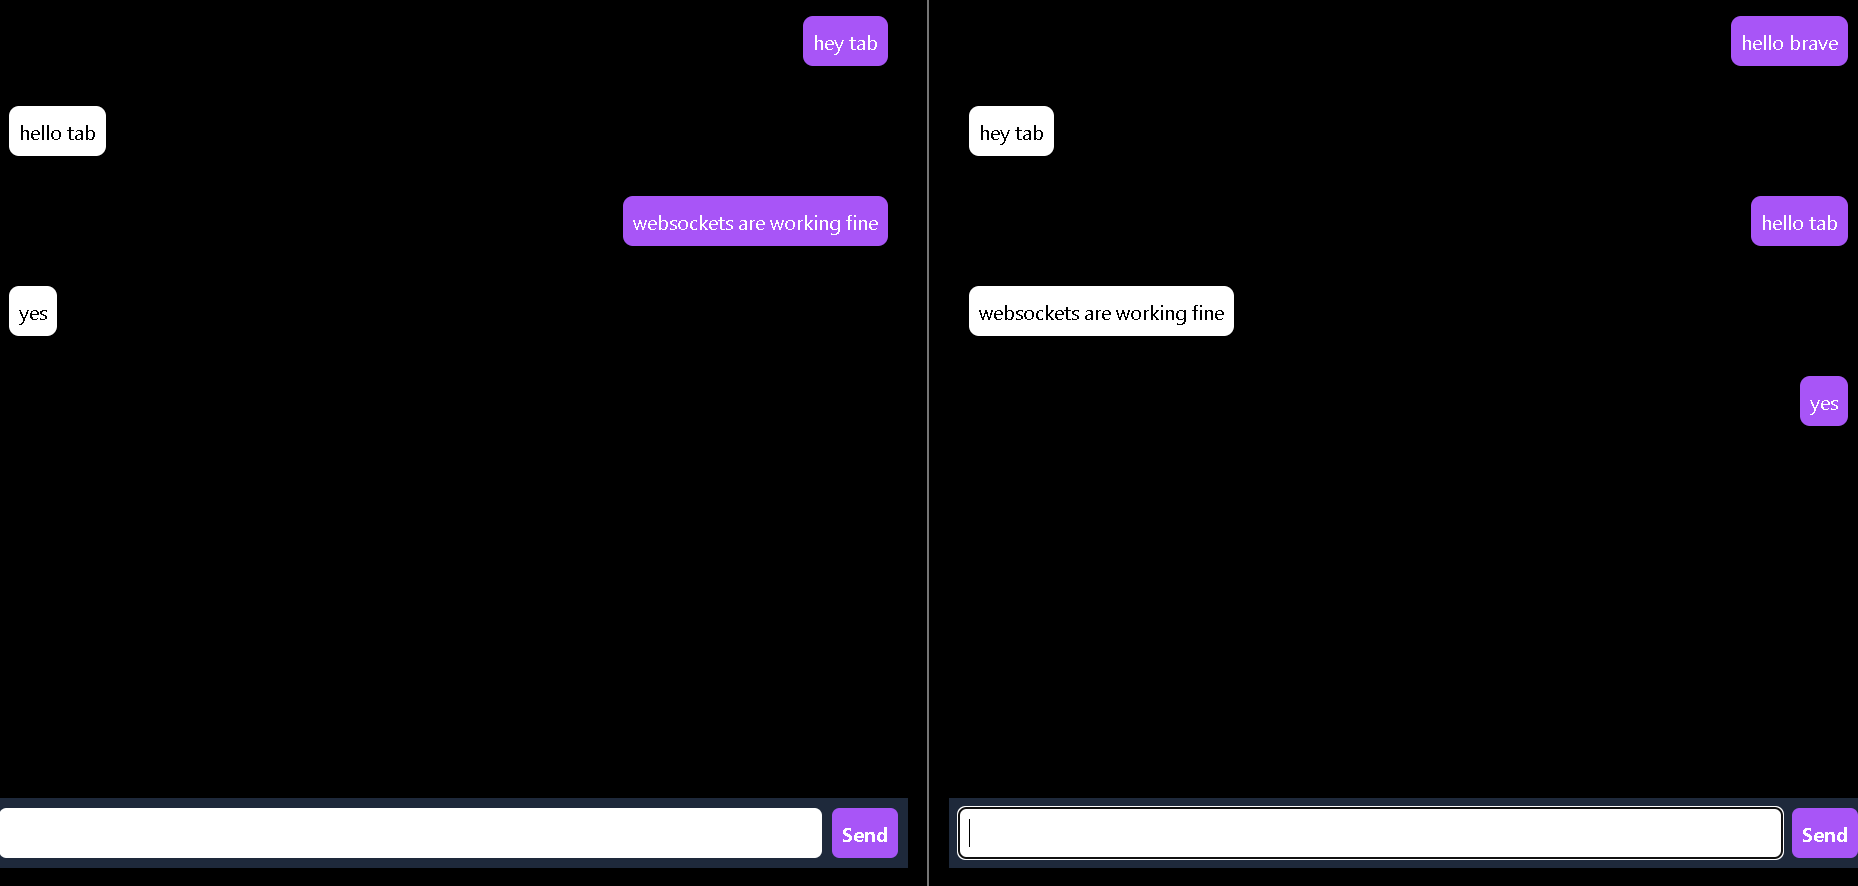 hey tab
hello tab
websockets are working fine
yes
Send
hello brave
hey tab
hello tab
websockets are working fine
yes
Send